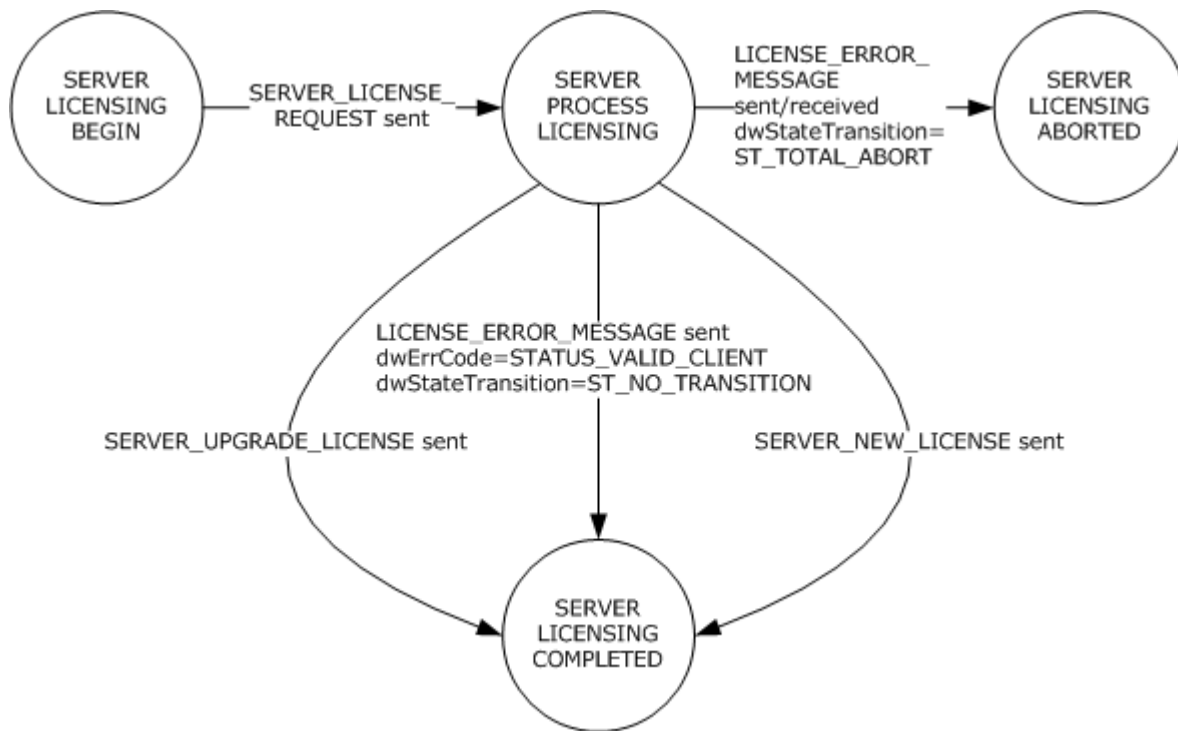 SERVER
LICENSING
BEGIN
SERVER_LICENSE_
REQUEST sent
SERVER
PROCESS
LICENSING
LICENSE_ERROR_
MESSAGE
sent/received
dwStateTransition=
ST_TOTAL_ABORT
SERVER
LICENSING
ABORTED
LICENSE_ERROR_MESSAGE sent
dwErrCode=STATUS_VALID_CLIENT
dwStateTransition=ST_NO_TRANSITION
SERVER_UPGRADE_LICENSE sent
SERVER_NEW_LICENSE sent
SERVER
LICENSING
COMPLETED